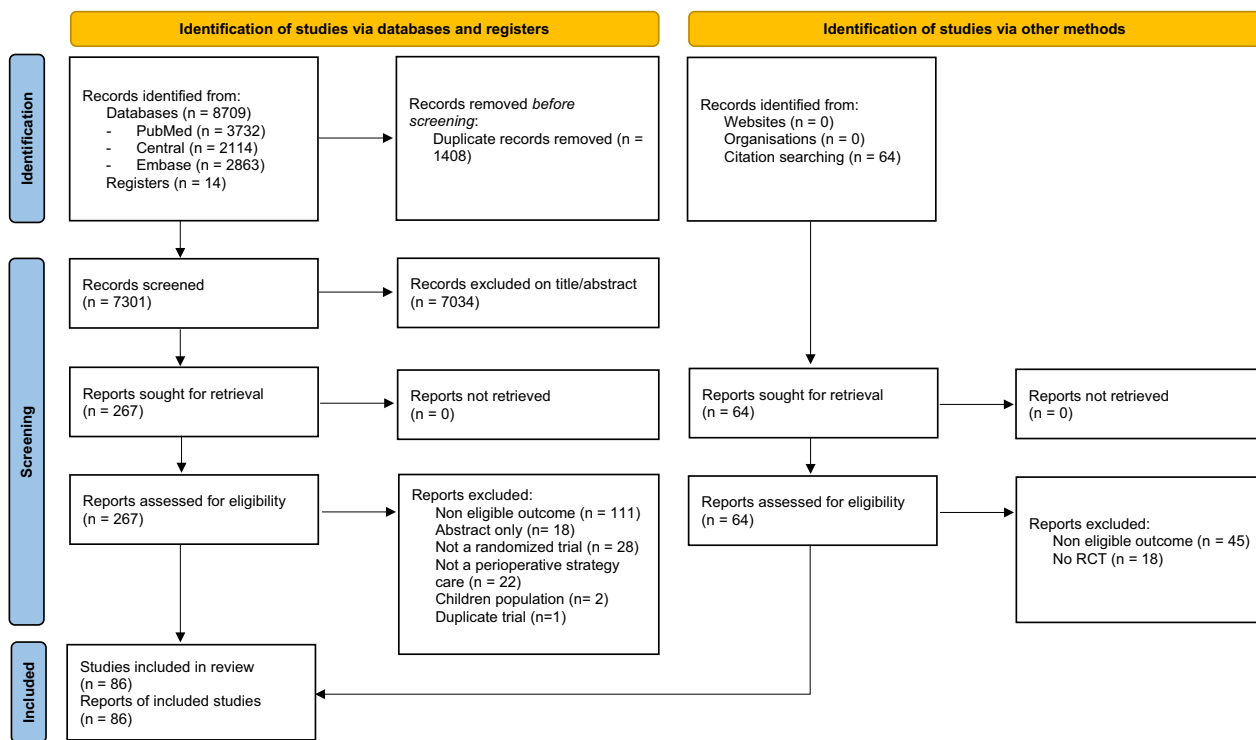 Identification of studies via databases and registers
Identification of studies via other methods
Identification
Records identified from:
Databases (n = 8709)
- PubMed = 3732)
- Central = 2114)
- Embase = 2863)
Registers (n = 14)
Records removed before
screening:
Duplicate records removed (n =
1408)
Records identified from:
Websites (n = 0)
Organisations (n = 0)
Citation searching (n = 64)
Screening
Records screened
(n = 7301)
Records excluded on title/abstract
(n = 7034)
Reports sought for retrieval
(n = 267)
Reports not retrieved
(n = 0)
Reports sought for retrieval
(n = 64)
Reports not retrieved
(n = 0)
Reports assessed for eligibility
(n = 267)
Reports excluded:
Non eligible outcome (n = 111)
Abstract only (n= 18)
Not a randomized trial (n = 28)
Not a perioperative strategy
care (n = 22)
Children population (n= 2)
Duplicate trial (n=1)
Reports assessed for eligibility
(n = 64)
Reports excluded:
Non eligible outcome (n = 45)
No RCT (n = 18)
Included
Studies included in review
(n = 86)
Reports of included studies
(n = 86)